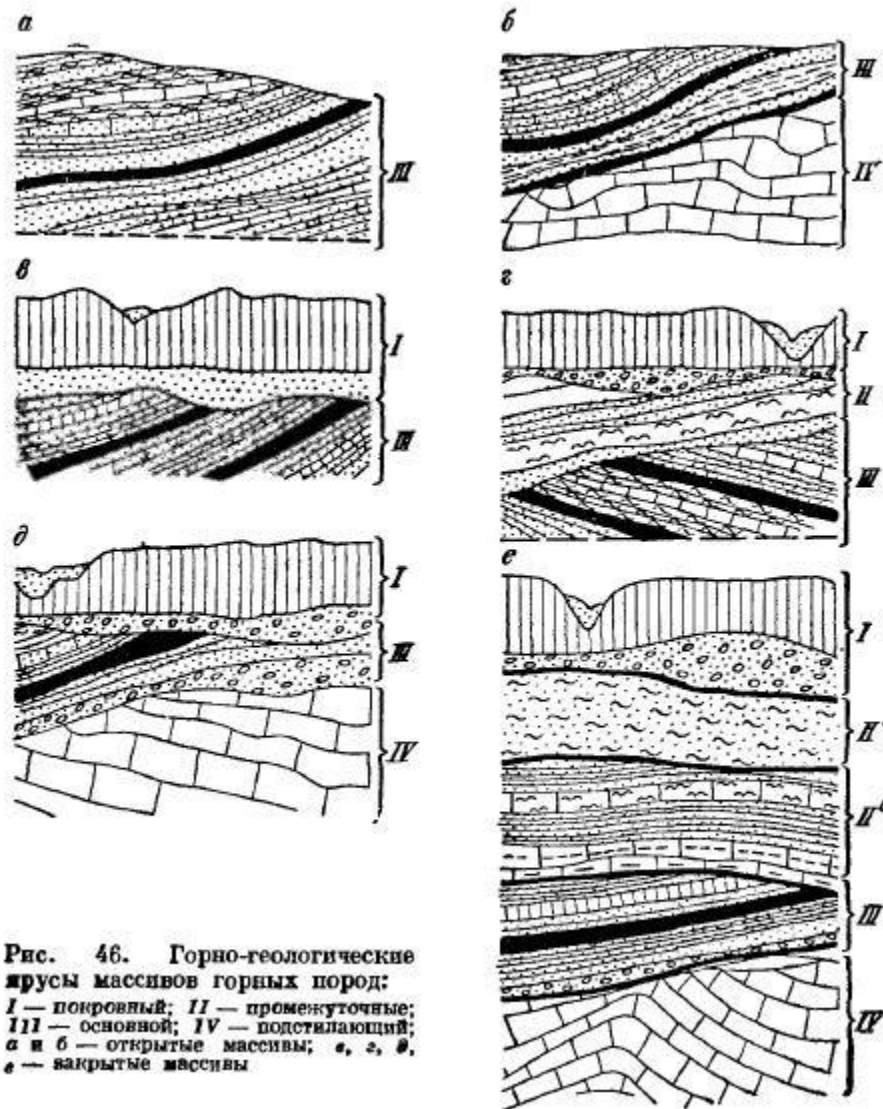 а
III
б
III
IV
в
I
III
г
I
II
III
д
I
III
IV
е
I
II
II
III
IV
Рис. 46. Горно-геологические
ярусы массивов горных пород:
I — покровный; II — промежуточные;
III — основной; IV — подстилающий;
а и б — открытые массивы; в, г, д,
е — закрытые массивы